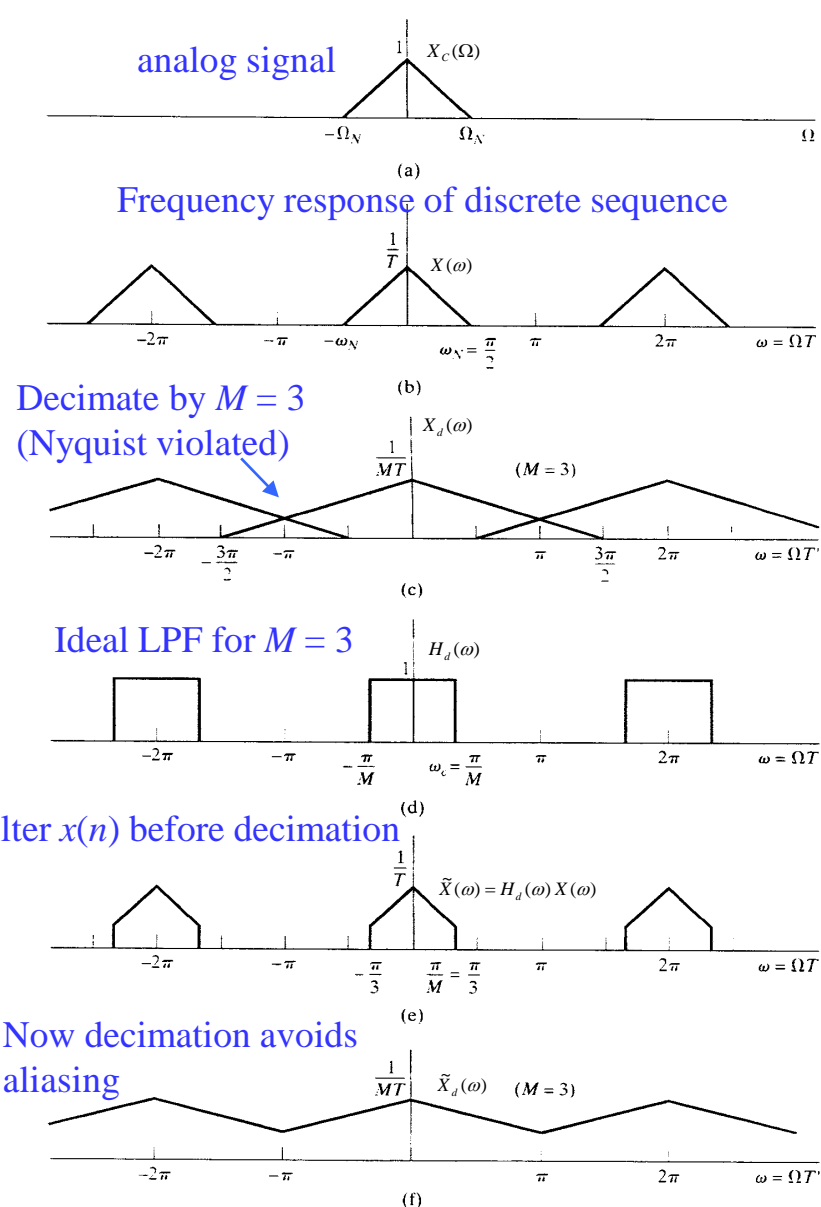 analog signal
1 X_C(Ω)
−Ω_N Ω_N Ω
(a)
Frequency response of discrete sequence
1/T X(ω)
−2π −π −ω_N ω_N = π/2 π 2π ω = ΩT
(b)
Decimate by M = 3
(Nyquist violated)
X_d(ω)
1/MT (M = 3)
−2π −3π/2 −π π 3π/2 2π ω = ΩT'
(c)
Ideal LPF for M = 3
1 H_d(ω)
−2π −π −π/M ω_c = π/M π 2π ω = ΩT
(d)
lter x(n) before decimation
1/T X̃(ω) = H_d(ω) X(ω)
−2π −π −π/3 π/M = π/3 π 2π ω = ΩT
(e)
Now decimation avoids
aliasing
1/MT X̃_d(ω) (M = 3)
−2π −π π 2π ω = ΩT'
(f)